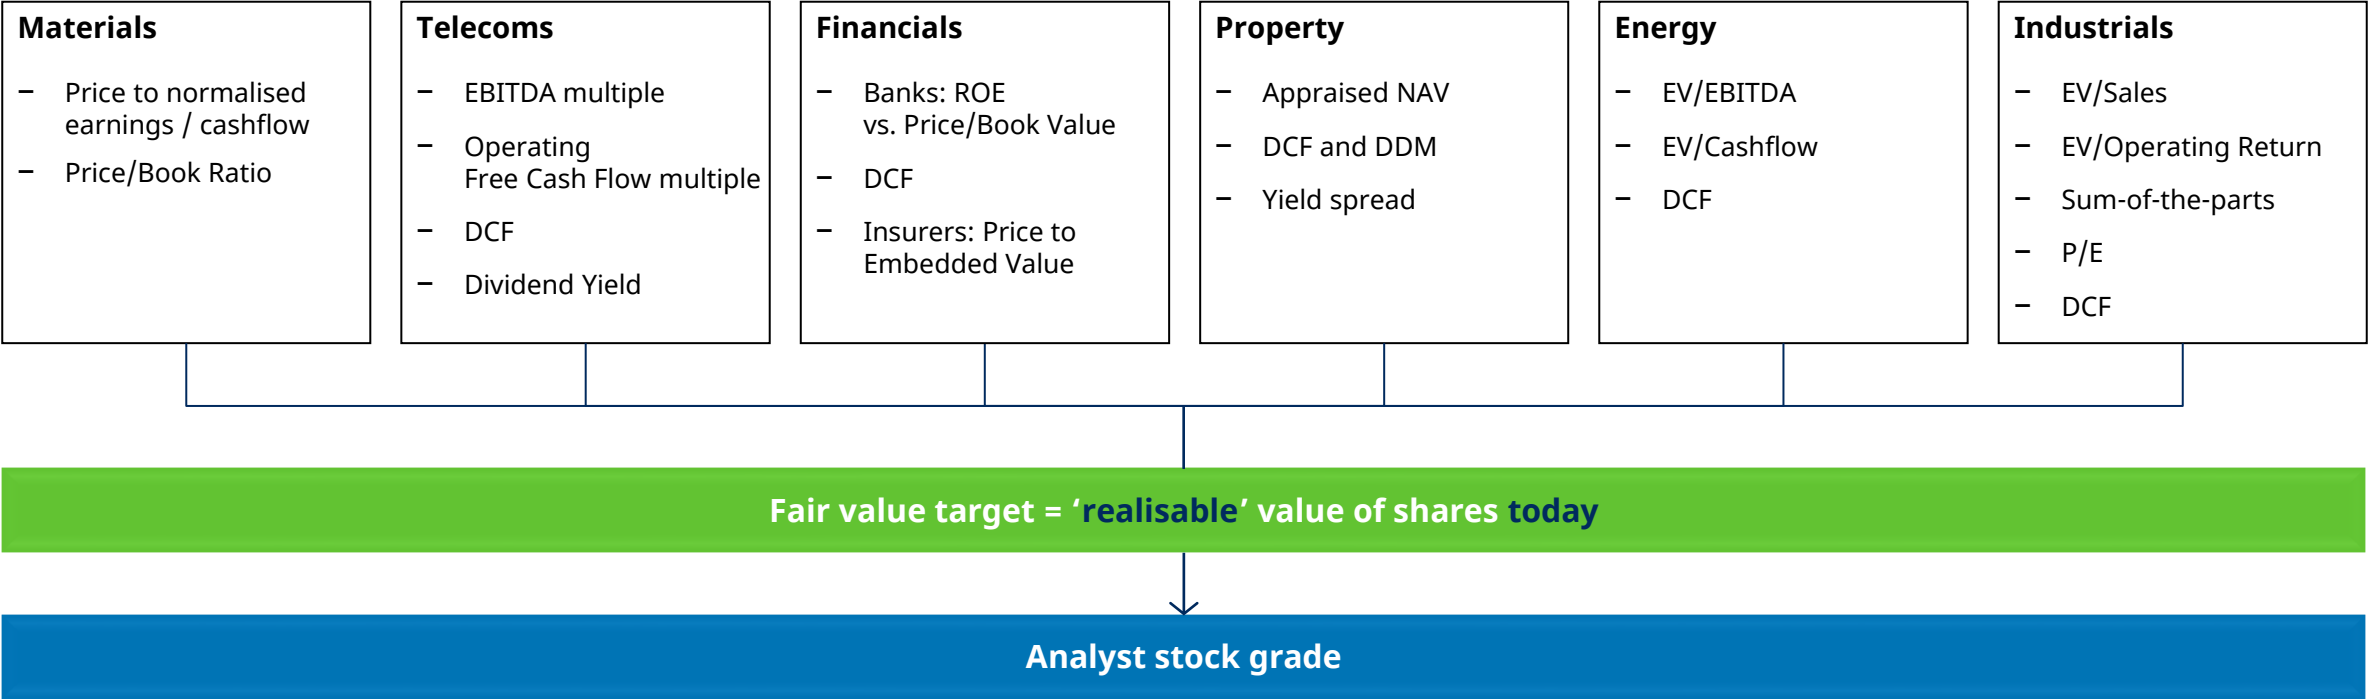 Materials
– Price to normalised
earnings / cashflow
– Price/Book Ratio
Telecoms
– EBITDA multiple
– Operating
Free Cash Flow multiple
– DCF
– Dividend Yield
Financials
– Banks: ROE
vs. Price/Book Value
– DCF
– Insurers: Price to
Embedded Value
Property
– Appraised NAV
– DCF and DDM
– Yield spread
Energy
– EV/EBITDA
– EV/Cashflow
– DCF
Industrials
– EV/Sales
– EV/Operating Return
– Sum-of-the-parts
– P/E
– DCF
Fair value target = ‘realisable’ value of shares today
Analyst stock grade